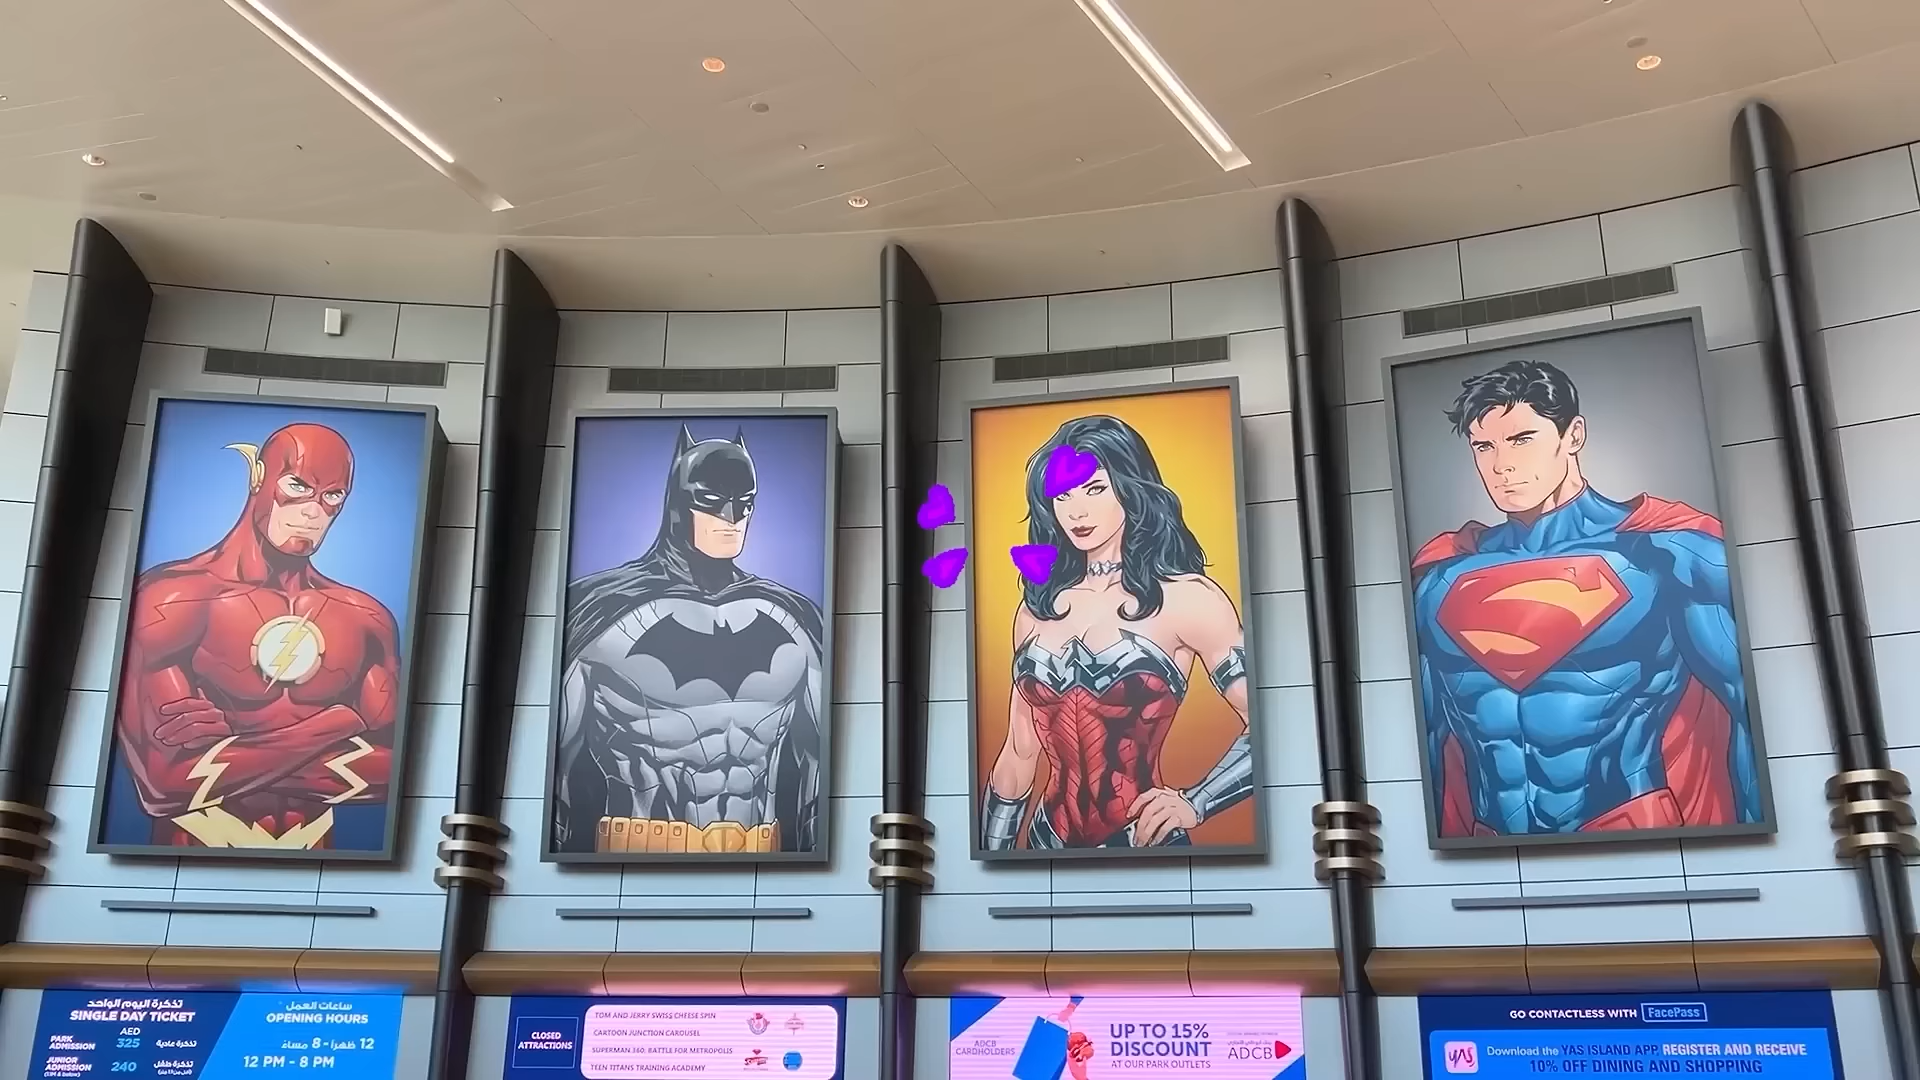 تذكرة اليوم الواحد
SINGLE DAY TICKET
AED
PARK ADMISSION 325 تذكرة عادية
JUNIOR ADMISSION 240 تذكرة طفل
ساعات العمل
OPENING HOURS
12 ظهرا - 8 مساءً
12 PM - 8 PM
CLOSED
ATTRACTIONS
TOM AND JERRY SWISS CHEESE SPIN
CARTOON JUNCTION CAROUSEL
SUPERMAN 360: BATTLE FOR METROPOLIS
TEEN TITANS TRAINING ACADEMY
ADCB
CARDHOLDERS
UP TO 15%
DISCOUNT
AT OUR PARK OUTLETS
ADCB
GO CONTACTLESS WITH FacePass
yas
Download the YAS ISLAND APP, REGISTER AND RECEIVE
10% OFF DINING AND SHOPPING